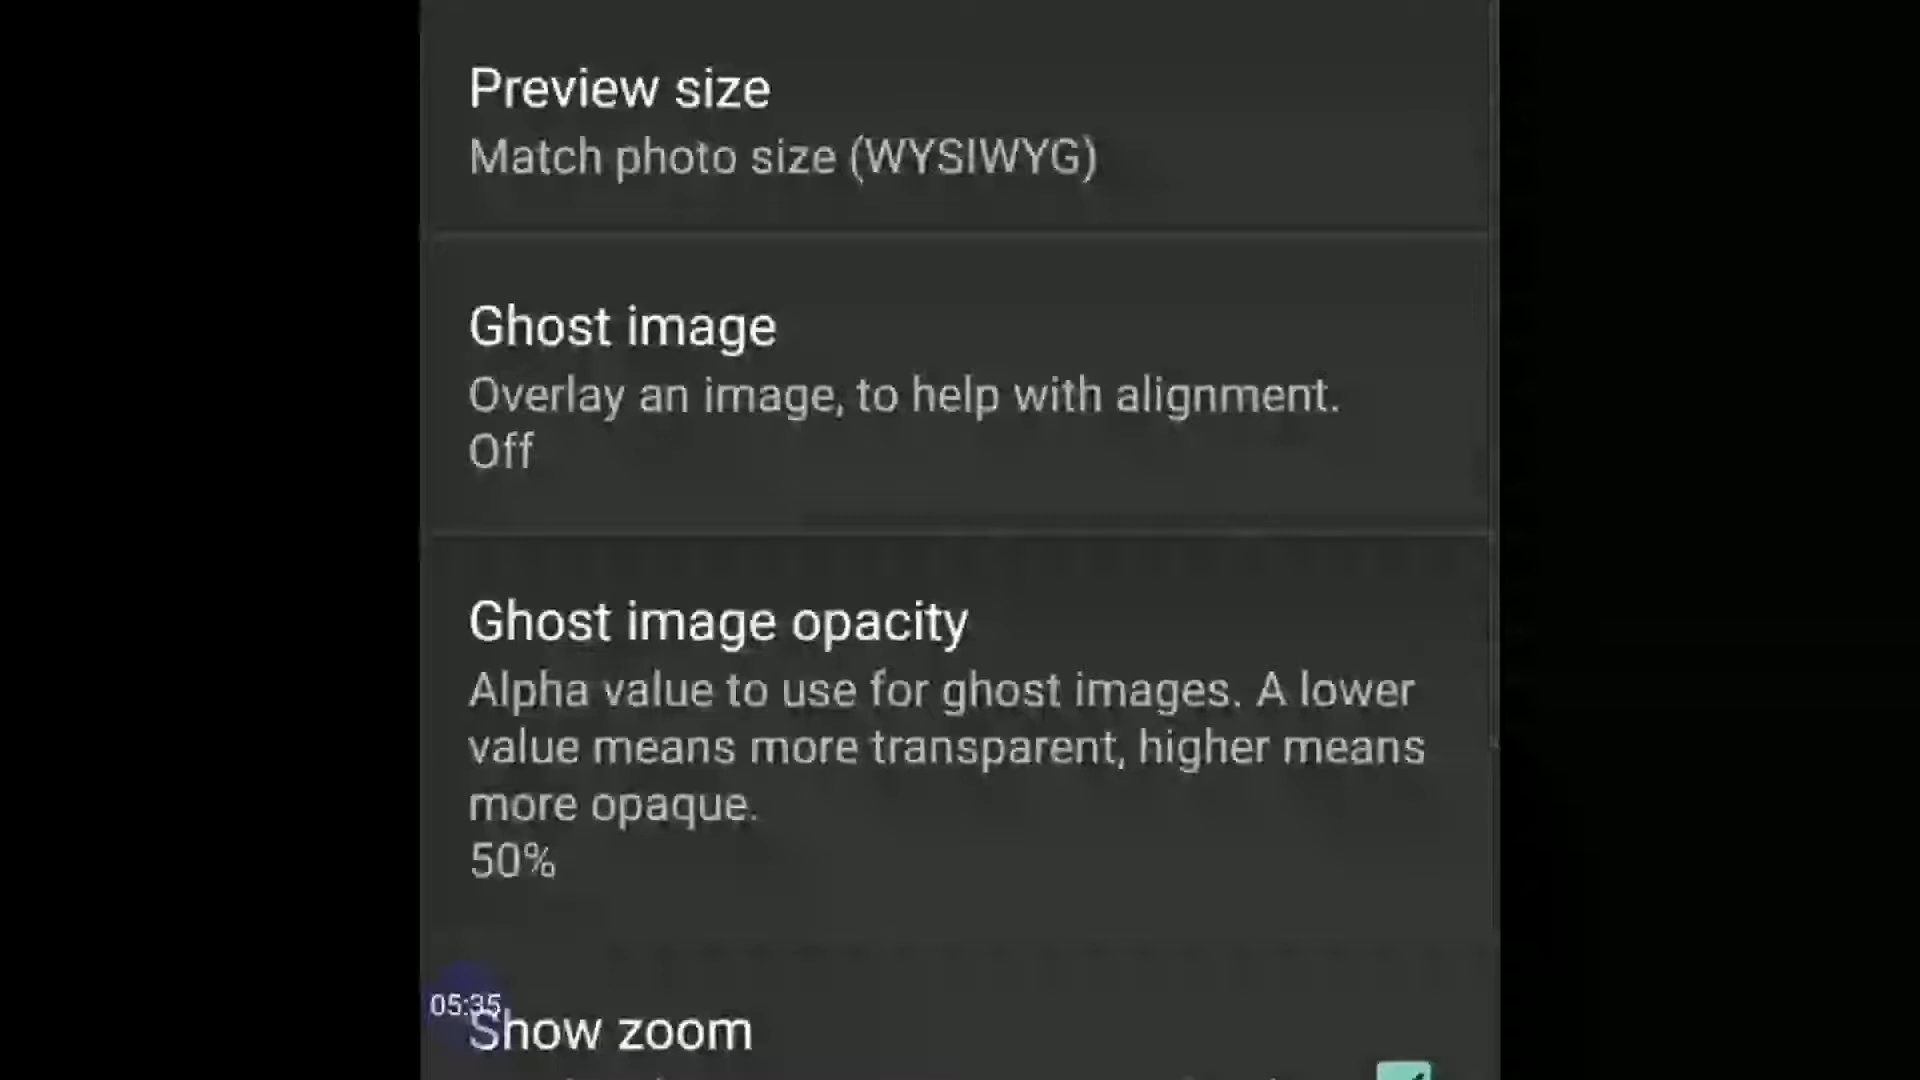 Preview size
Match photo size (WYSIWYG)
Ghost image
Overlay an image, to help with alignment.
Off
Ghost image opacity
Alpha value to use for ghost images. A lower
value means more transparent, higher means
more opaque.
50%
05:35
Show zoom